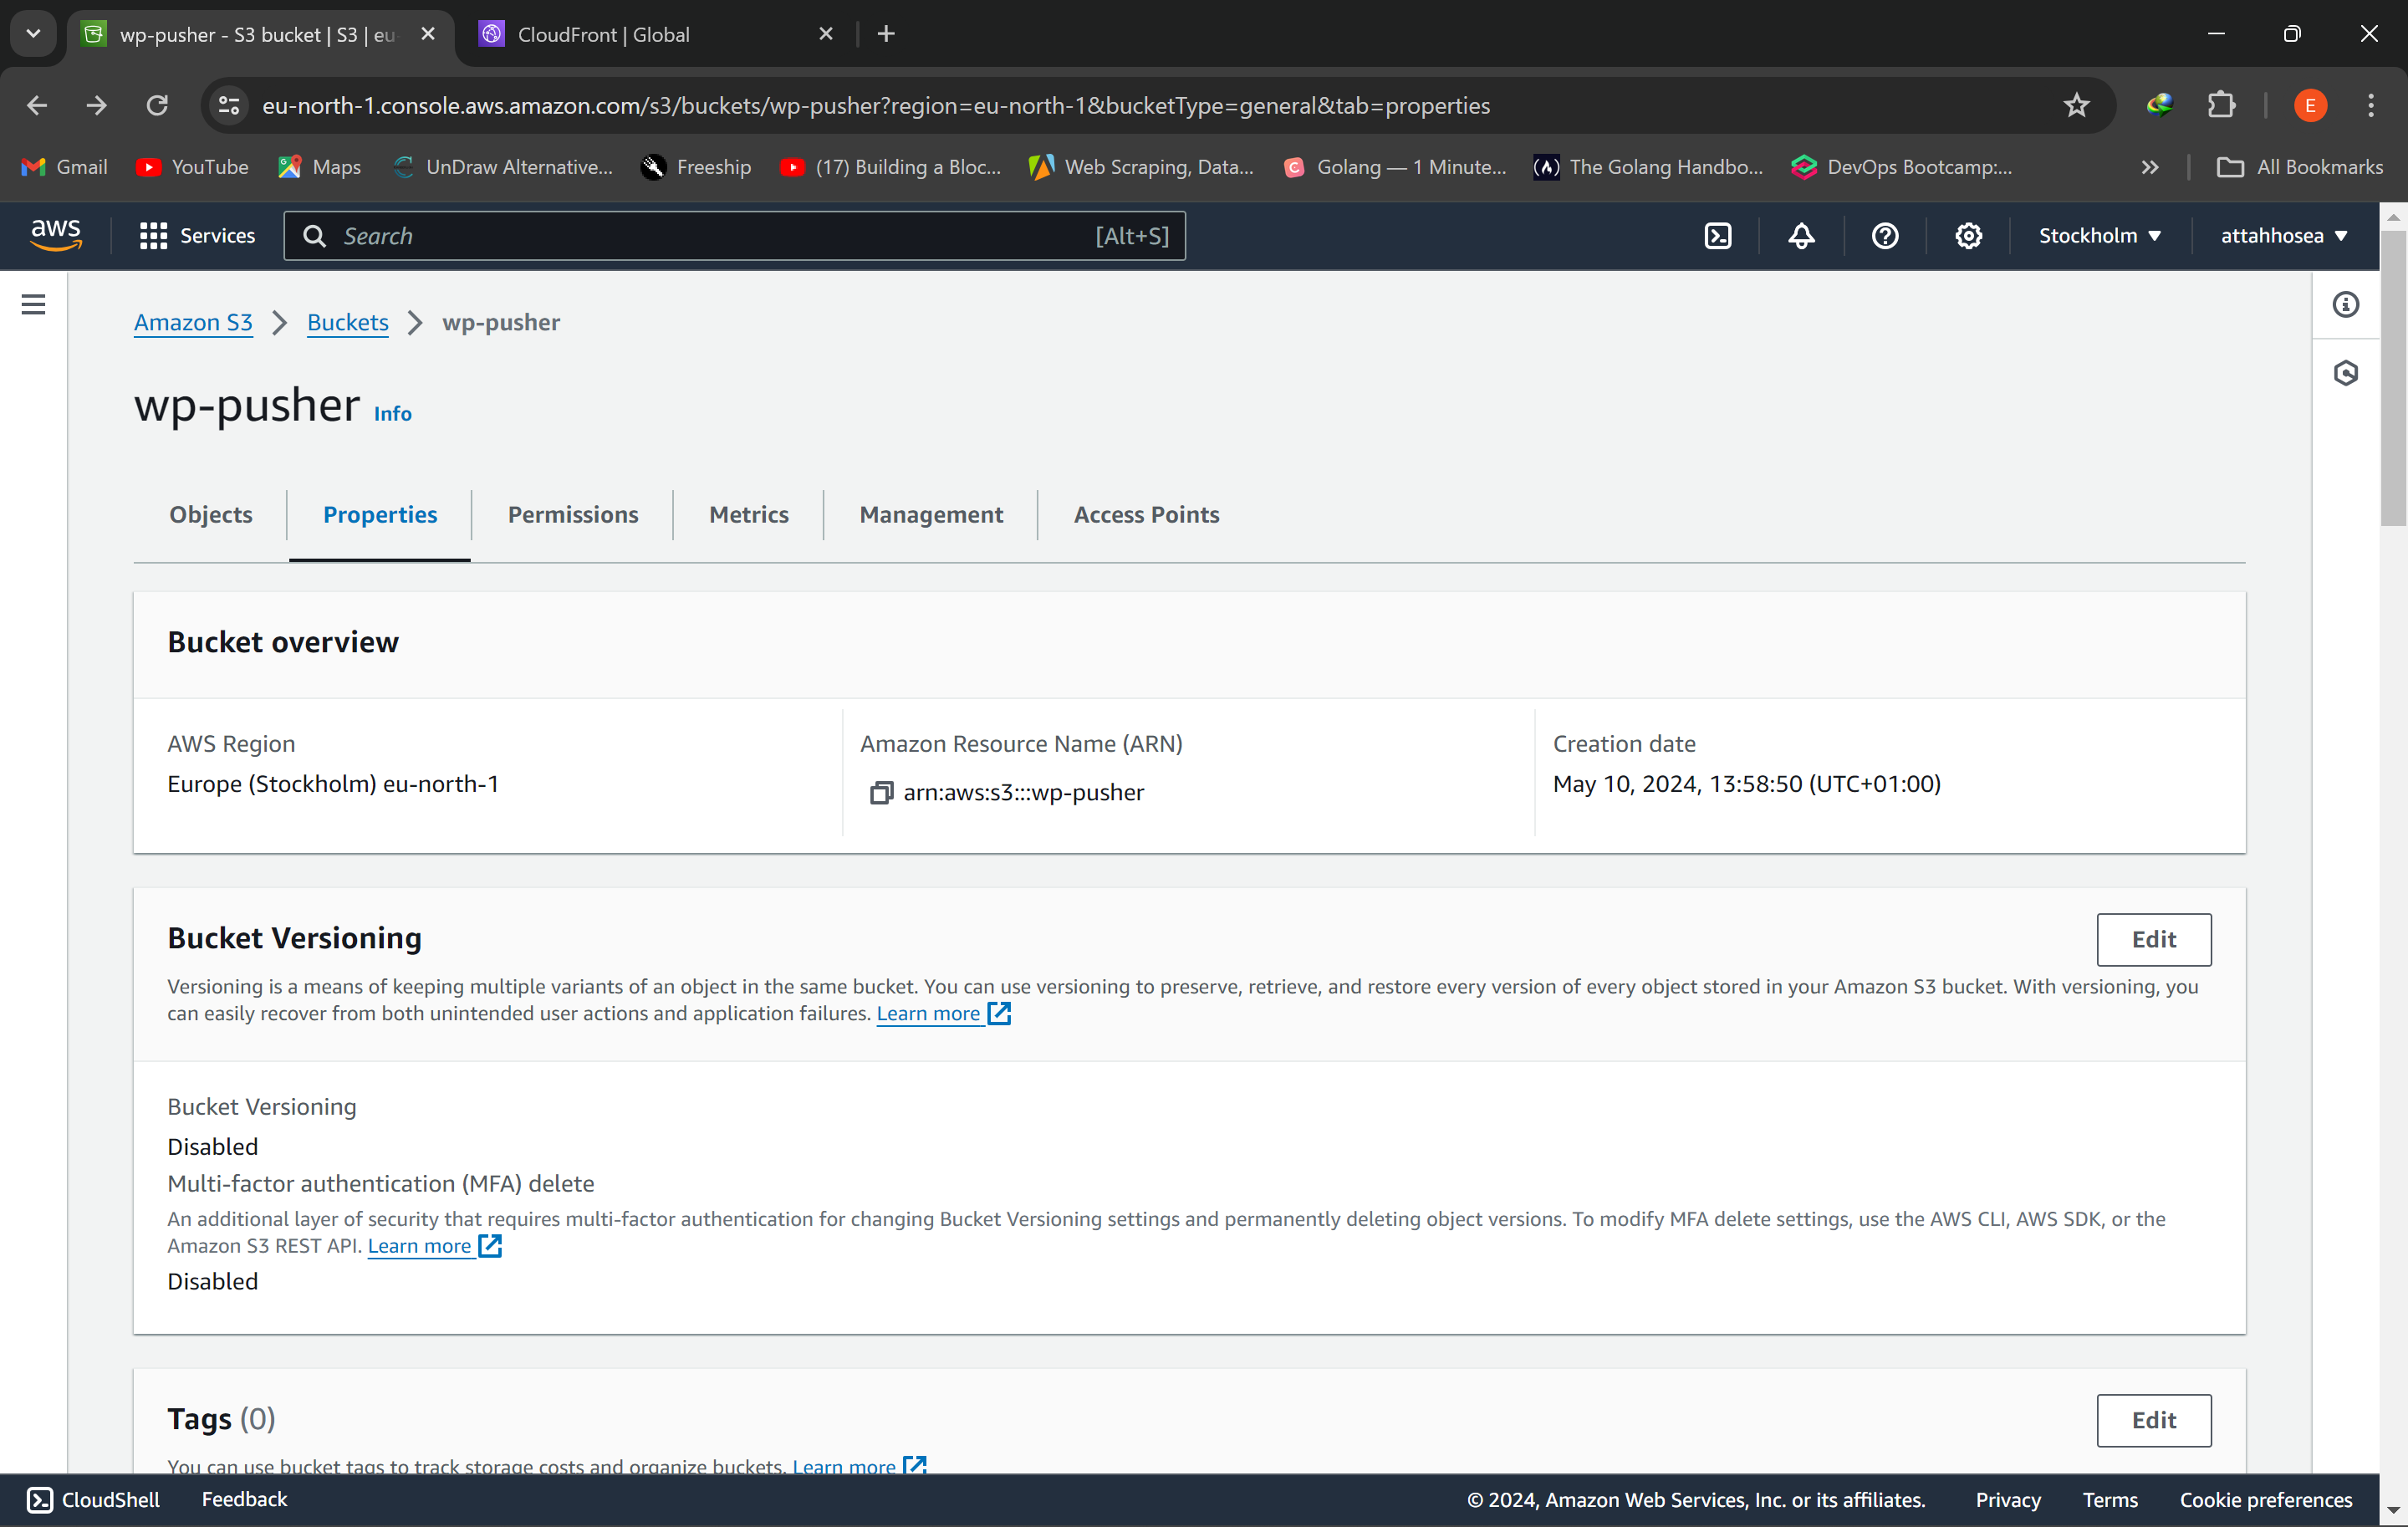 wp-pusher - S3 bucket | S3 | eu-
CloudFront | Global
eu-north-1.console.aws.amazon.com/s3/buckets/wp-pusher?region=eu-north-1&bucketType=general&tab=properties
E
Gmail
YouTube
Maps
UnDraw Alternative...
Freeship
(17) Building a Bloc...
Web Scraping, Data...
Golang — 1 Minute...
The Golang Handbo...
DevOps Bootcamp:...
All Bookmarks
aws
Services
Search
[Alt+S]
Stockholm
attahhosea
Amazon S3
Buckets
wp-pusher
wp-pusher Info
Objects
Properties
Permissions
Metrics
Management
Access Points
Bucket overview
AWS Region
Europe (Stockholm) eu-north-1
Amazon Resource Name (ARN)
arn:aws:s3:::wp-pusher
Creation date
May 10, 2024, 13:58:50 (UTC+01:00)
Bucket Versioning
Edit
Versioning is a means of keeping multiple variants of an object in the same bucket. You can use versioning to preserve, retrieve, and restore every version of every object stored in your Amazon S3 bucket. With versioning, you
can easily recover from both unintended user actions and application failures. Learn more
Bucket Versioning
Disabled
Multi-factor authentication (MFA) delete
An additional layer of security that requires multi-factor authentication for changing Bucket Versioning settings and permanently deleting object versions. To modify MFA delete settings, use the AWS CLI, AWS SDK, or the
Amazon S3 REST API. Learn more
Disabled
Tags (0)
Edit
You can use bucket tags to track storage costs and organize buckets. Learn more
CloudShell
Feedback
© 2024, Amazon Web Services, Inc. or its affiliates.
Privacy
Terms
Cookie preferences